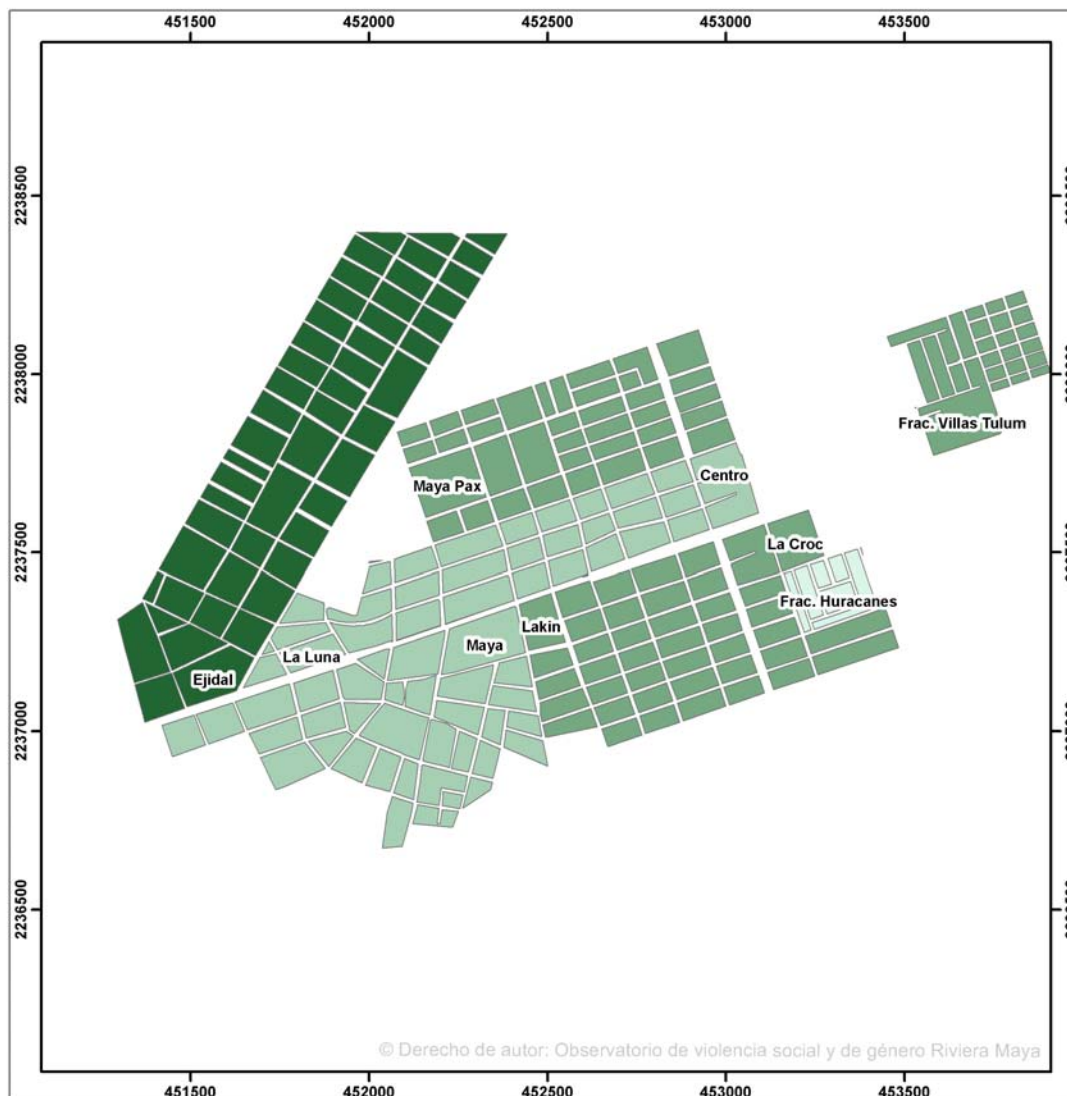 451500 452000 452500 453000 453500
2238500
2238000
Frac. Villas Tulum
Centro
Maya Pax
2237500
La Croc
Frac. Huracanes
Lakin
Maya
La Luna
Ejidal
2237000
2236500
© Derecho de autor: Observatorio de violencia social y de género Riviera Maya
451500 452000 452500 453000 453500